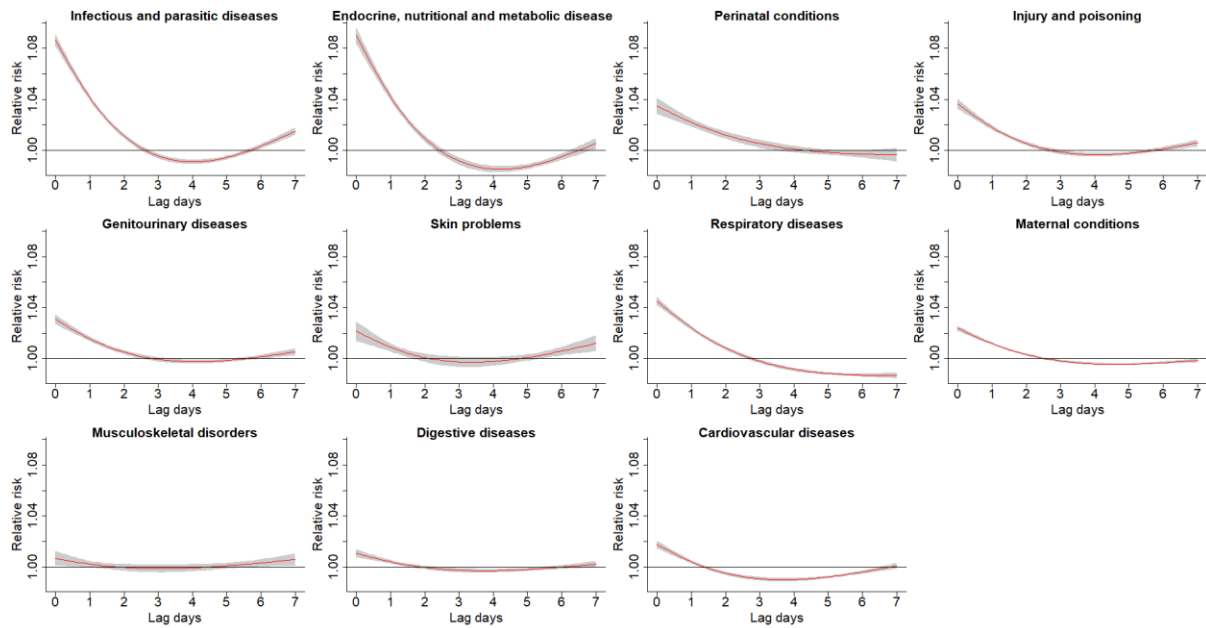 Infectious and parasitic diseases
Relative risk
1.00 1.04 1.08
0 1 2 3 4 5 6 7
Lag days
Endocrine, nutritional and metabolic disease
Relative risk
1.00 1.04 1.08
0 1 2 3 4 5 6 7
Lag days
Perinatal conditions
Relative risk
1.00 1.04 1.08
0 1 2 3 4 5 6 7
Lag days
Injury and poisoning
Relative risk
1.00 1.04 1.08
0 1 2 3 4 5 6 7
Lag days
Genitourinary diseases
Relative risk
1.00 1.04 1.08
0 1 2 3 4 5 6 7
Lag days
Skin problems
Relative risk
1.00 1.04 1.08
0 1 2 3 4 5 6 7
Lag days
Respiratory diseases
Relative risk
1.00 1.04 1.08
0 1 2 3 4 5 6 7
Lag days
Maternal conditions
Relative risk
1.00 1.04 1.08
0 1 2 3 4 5 6 7
Lag days
Musculoskeletal disorders
Relative risk
1.00 1.04 1.08
0 1 2 3 4 5 6 7
Lag days
Digestive diseases
Relative risk
1.00 1.04 1.08
0 1 2 3 4 5 6 7
Lag days
Cardiovascular diseases
Relative risk
1.00 1.04 1.08
0 1 2 3 4 5 6 7
Lag days